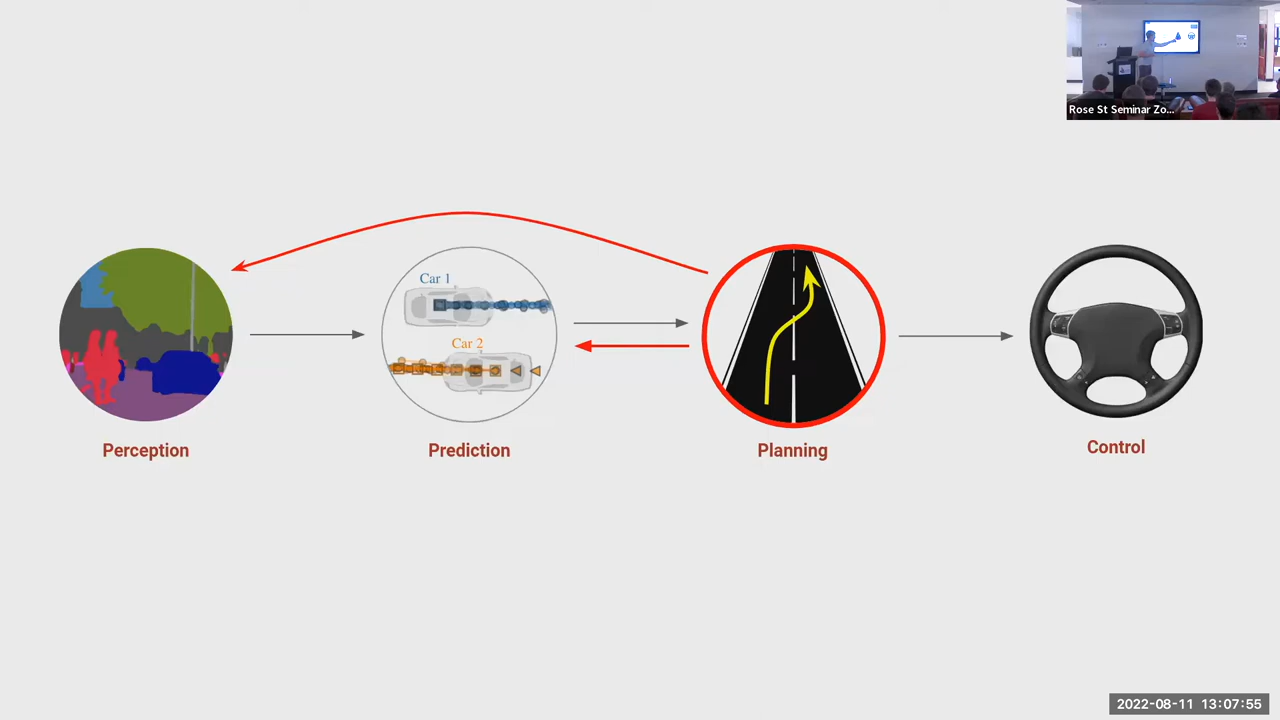 Rose St Seminar Zo...
Car 1
Car 2
Perception
Prediction
Planning
Control
2022-08-11 13:07:55